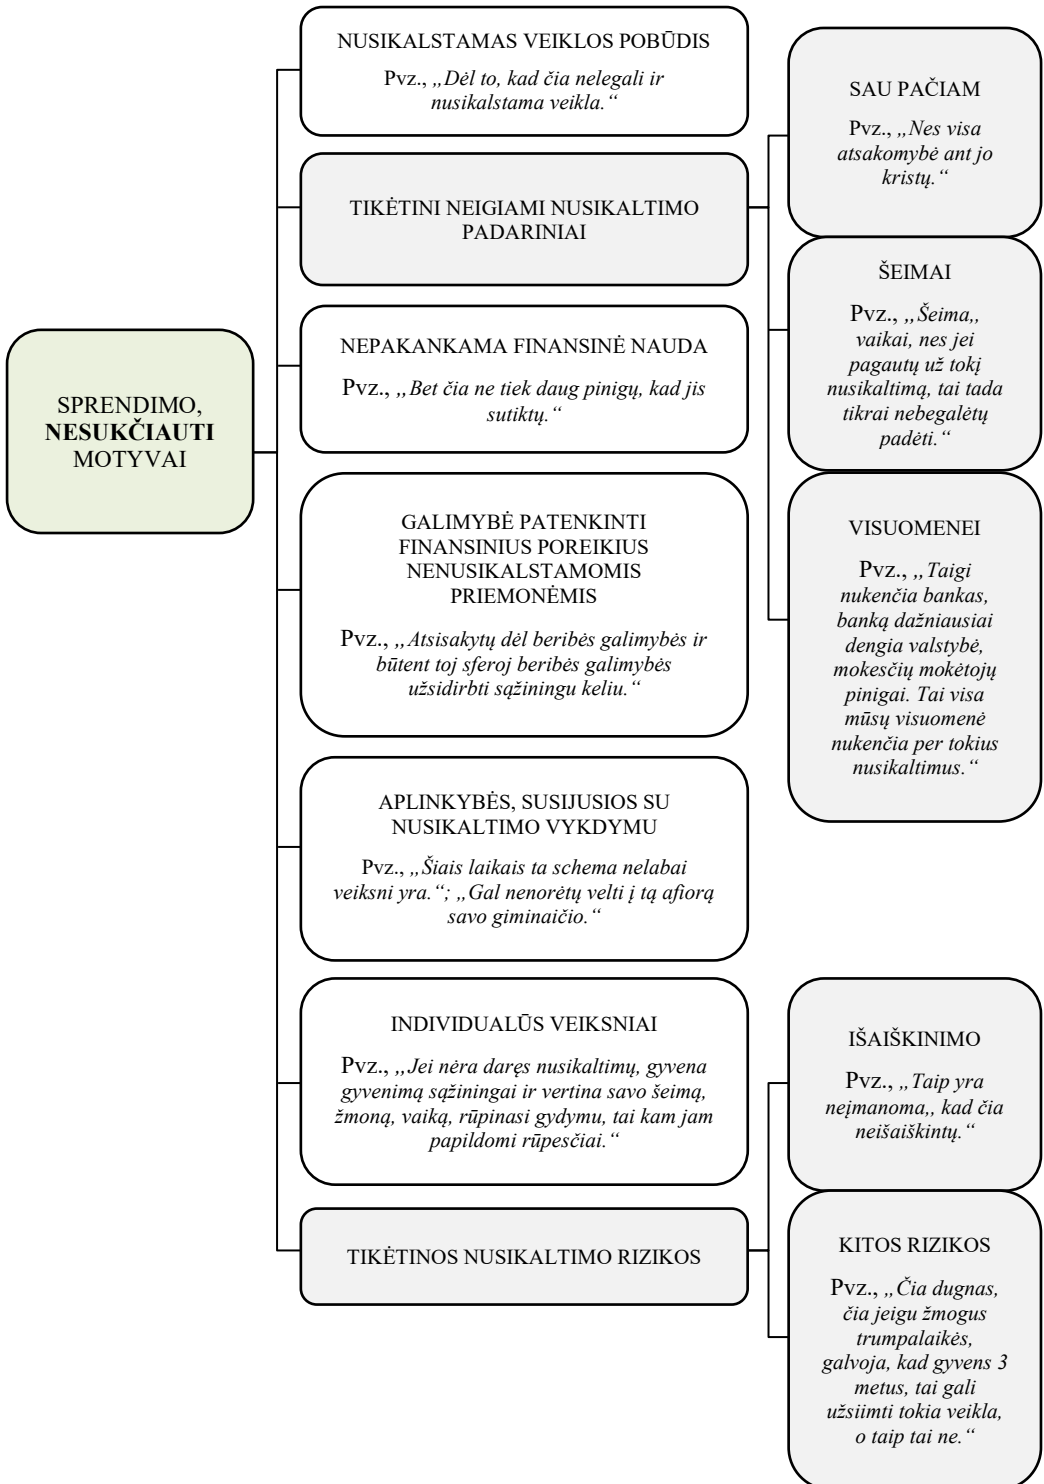 SPRENDIMO,
NESUKČIAUTI
MOTYVAI
NUSIKALSTAMAS VEIKLOS POBŪDIS
Pvz., „Dėl to, kad čia nelegali ir
nusikalstama veikla.“
TIKĖTINI NEIGIAMI NUSIKALTIMO
PADARINIAI
SAU PAČIAM
Pvz., „Nes visa
atsakomybė ant jo
kristų.“
ŠEIMAI
Pvz., „Šeima,,
vaikai, nes jei
pagautų už tokį
nusikaltimą, tai tada
tikrai nebegalėtų
padėti.“
VISUOMENEI
Pvz., „Taigi
nukenčia bankas,
banką dažniausiai
dengia valstybė,
mokesčių mokėtojų
pinigai. Tai visa
mūsų visuomenė
nukenčia per tokius
nusikaltimus.“
NEPAKANKAMA FINANSINĖ NAUDA
Pvz., „Bet čia ne tiek daug pinigų, kad jis
sutiktų.“
GALIMYBĖ PATENKINTI
FINANSINIUS POREIKIUS
NENUSIKALSTAMOMIS
PRIEMONĖMIS
Pvz., „Atsisakytų dėl beribės galimybės ir
būtent toj sferoj beribės galimybės
užsidirbti sąžiningu keliu.“
APLINKYBĖS, SUSIJUSIOS SU
NUSIKALTIMO VYKDYMU
Pvz., „Šiais laikais ta schema nelabai
veiksni yra.“; „Gal nenorėtų velti į tą afiorą
savo giminaičio.“
INDIVIDUALŪS VEIKSNIAI
Pvz., „Jei nėra daręs nusikaltimų, gyvena
gyvenimą sąžiningai ir vertina savo šeimą,
žmoną, vaiką, rūpinasi gydymu, tai kam jam
papildomi rūpesčiai.“
TIKĖTINOS NUSIKALTIMO RIZIKOS
IŠAIŠKINIMO
Pvz., „Taip yra
neįmanoma,, kad čia
neišaiškintų.“
KITOS RIZIKOS
Pvz., „Čia dugnas,
čia jeigu žmogus
trumpalaikės,
galvoja, kad gyvens 3
metus, tai gali
užsiimti tokia veikla,
o taip tai ne.“